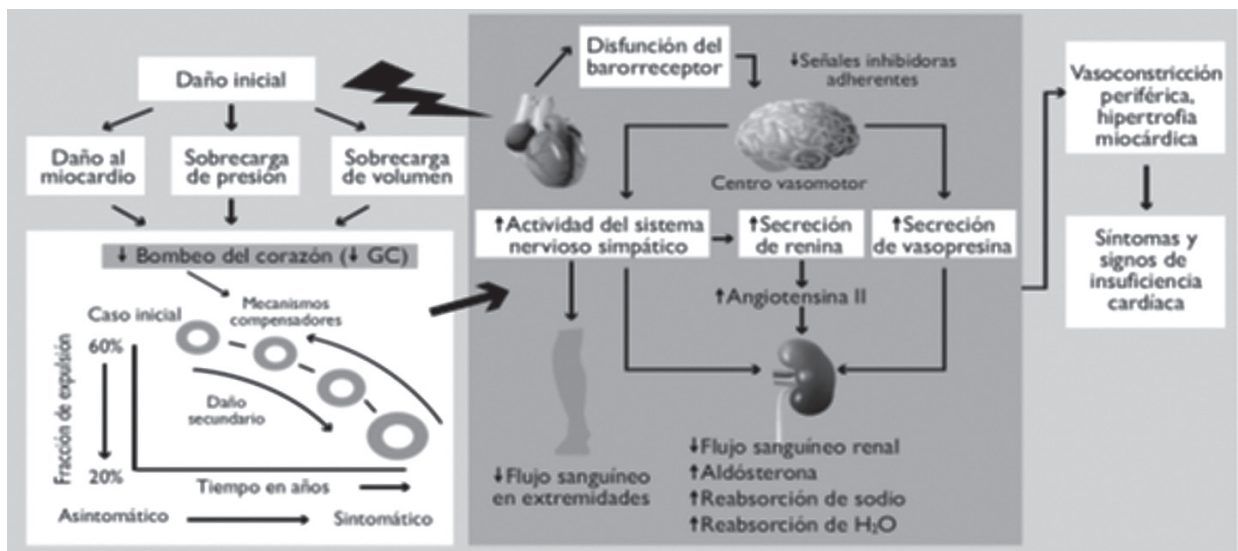 Daño inicial
Daño al
miocardio
Sobrecarga
de presión
Sobrecarga
de volumen
↓ Bombeo del corazón (↓ GC)
Mecanismos
compensadores
Caso inicial
60%
Fracción de expulsión
20%
Daño
secundario
Tiempo en años
Asintomático
Sintomático
Disfunción del
barorreceptor
↓Señales inhibidoras
adherentes
Centro vasomotor
↑Actividad del sistema
nervioso simpático
↑Secreción
de renina
↑Secreción
de vasopresina
↑Angiotensina II
↓Flujo sanguíneo
en extremidades
↓Flujo sanguíneo renal
↑Aldósterona
↑Reabsorción de sodio
↑Reabsorción de H₂O
Vasoconstricción
periférica,
hipertrofia
miocárdica
Síntomas y
signos de
insuficiencia
cardíaca